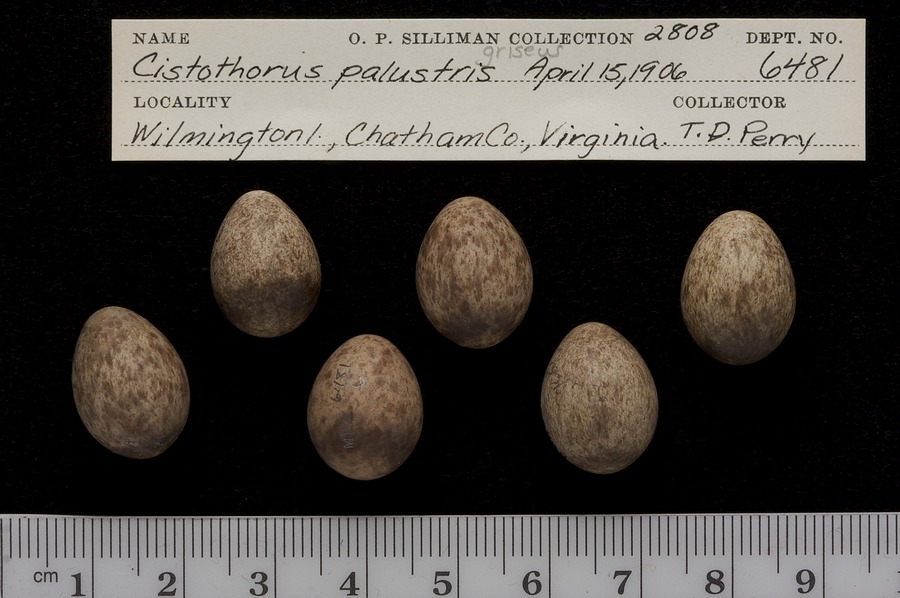 NAME O. P. SILLIMAN COLLECTION 2808 DEPT. NO.
griseus
Cistothorus palustris April 15, 1906 6481
LOCALITY COLLECTOR
Wilmington I., Chatham Co., Virginia. T. D. Perry
6481
cm 1 2 3 4 5 6 7 8 9